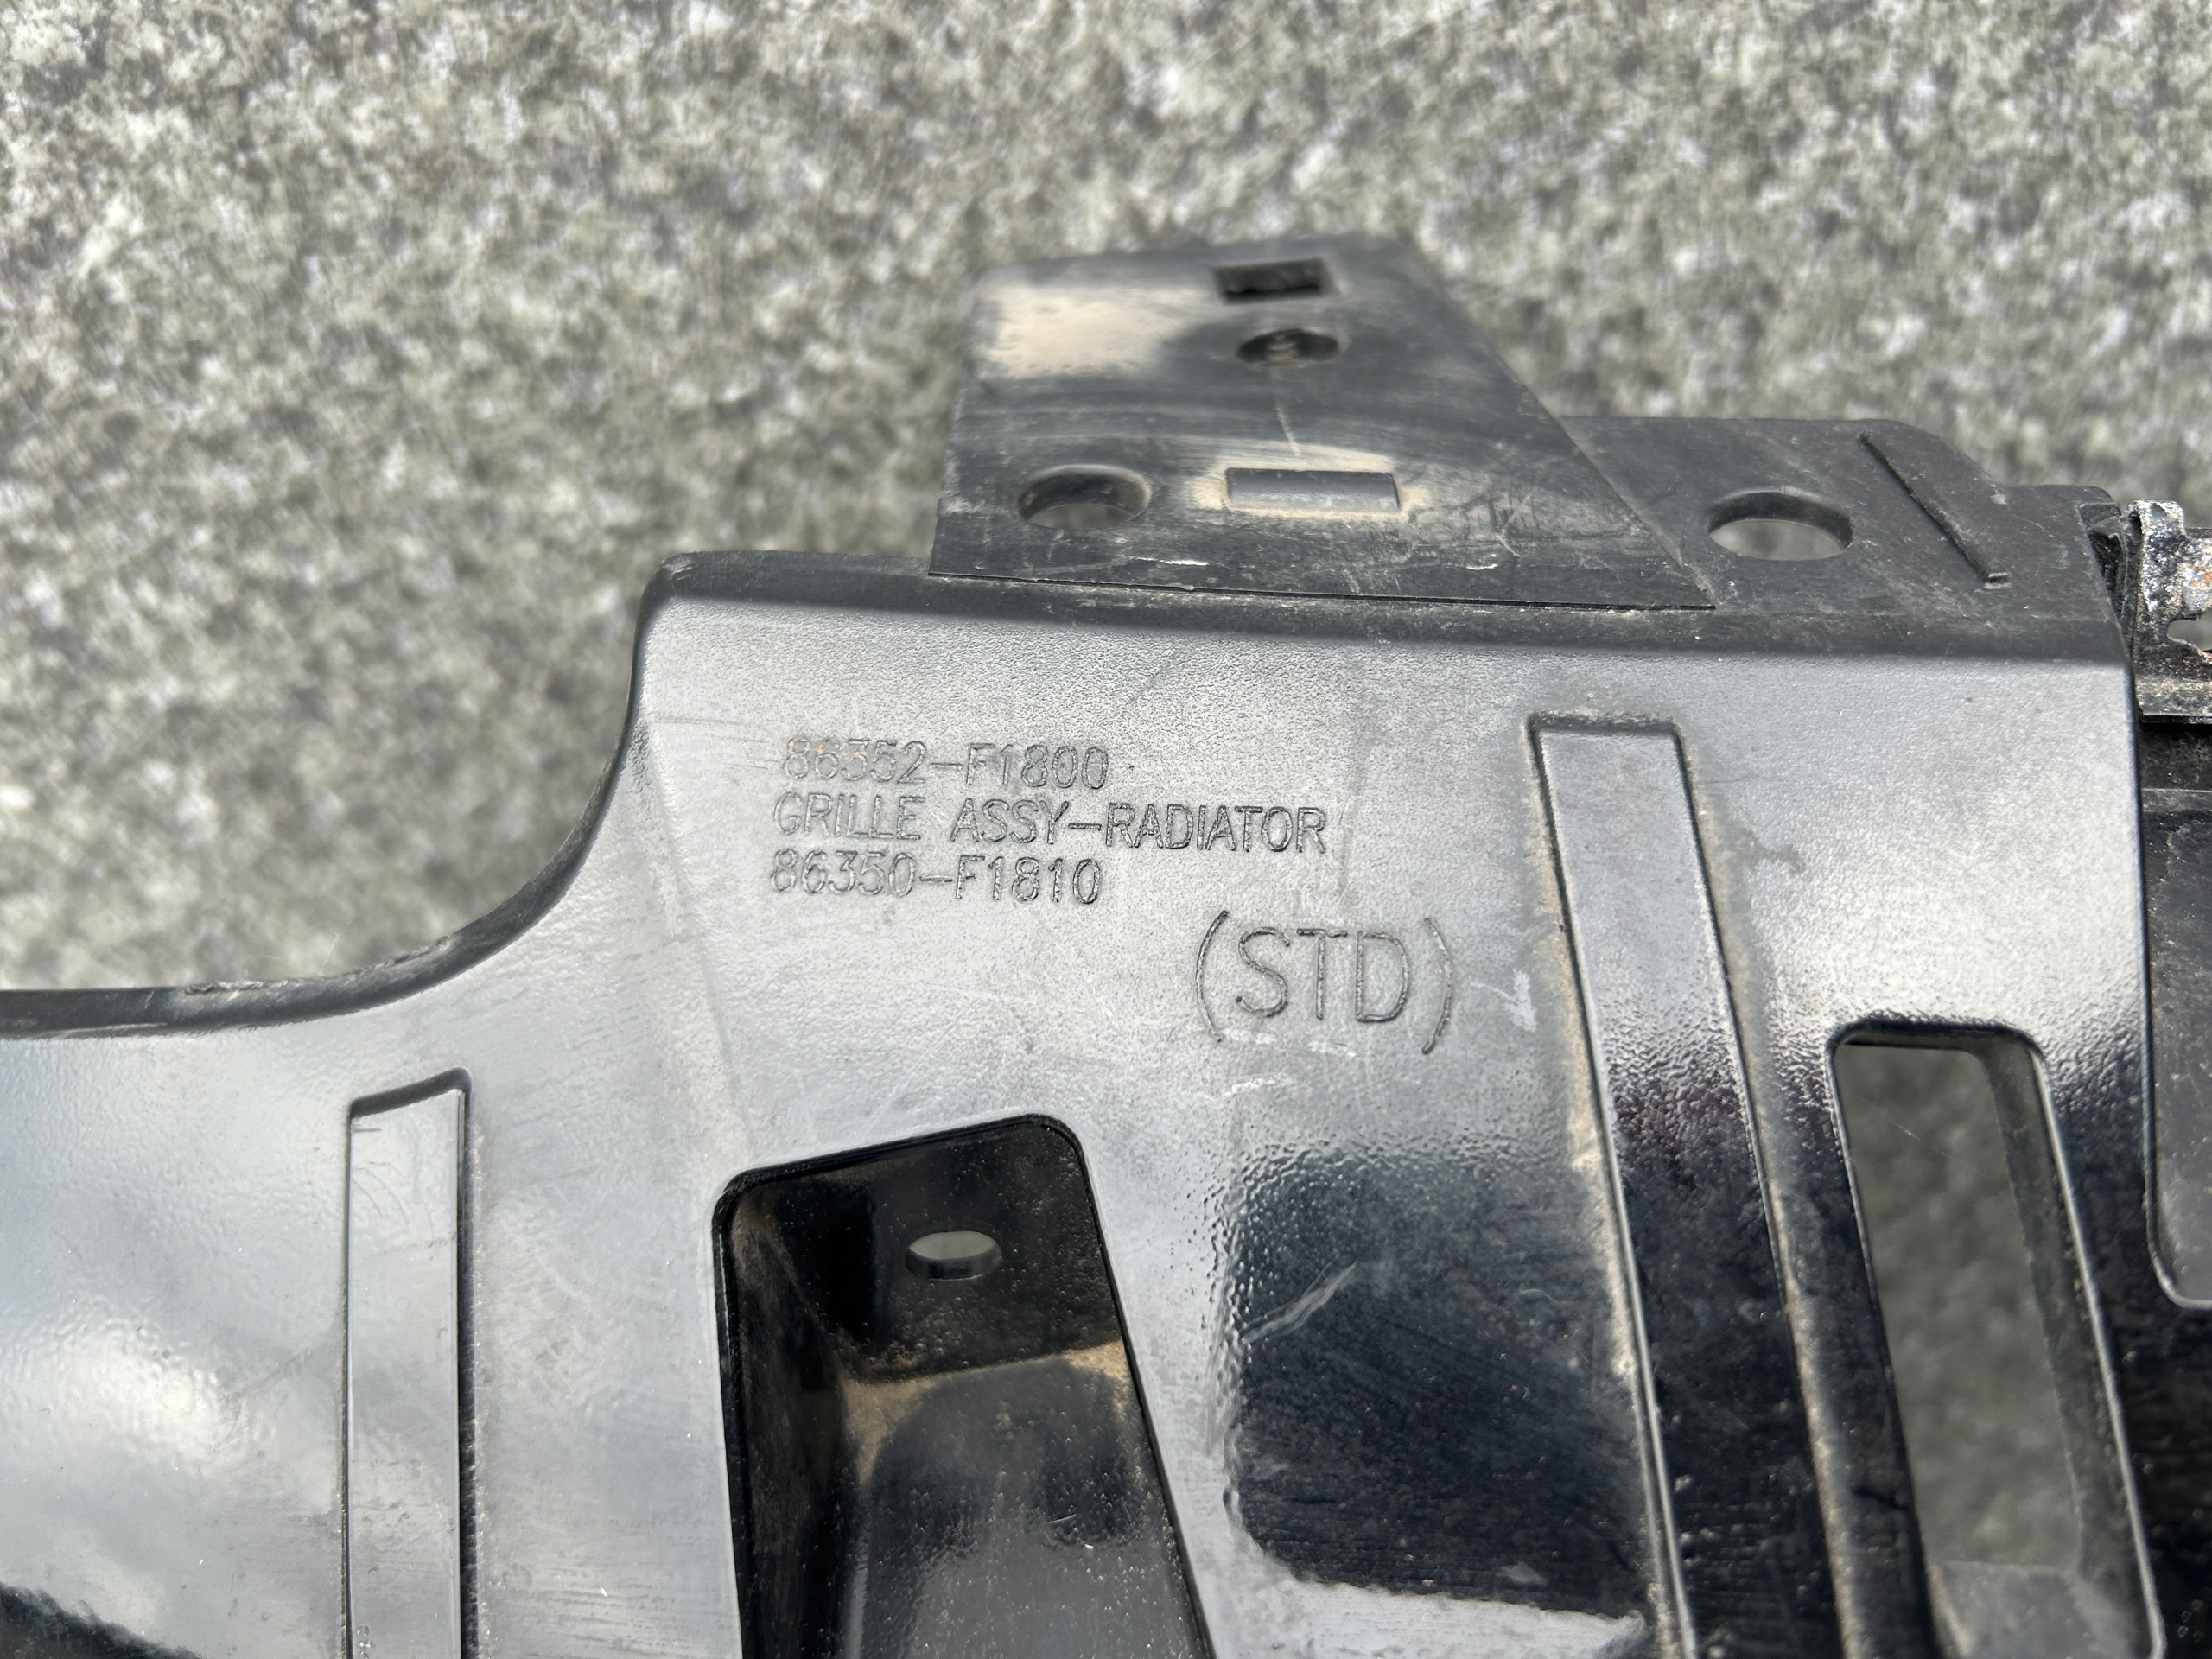 86352-F1800
GRILLE ASSY-RADIATOR
86350-F1810
(STD)